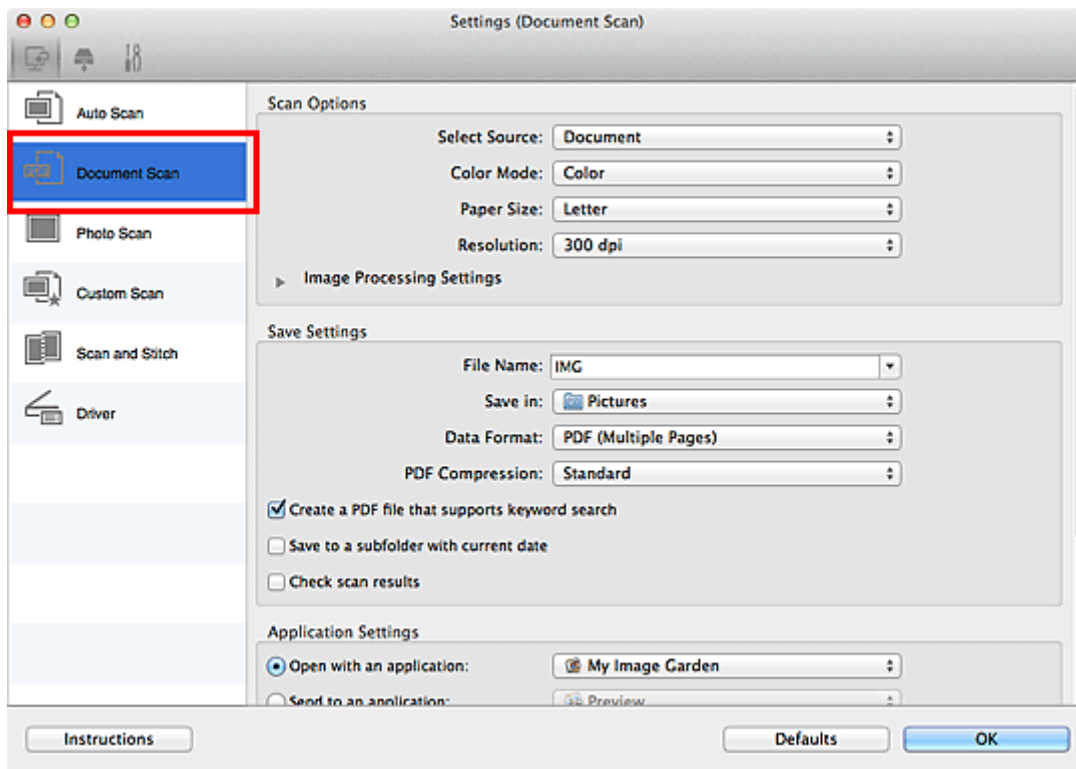 Settings (Document Scan)
Auto Scan
PDF
Document Scan
Photo Scan
Custom Scan
Scan and Stitch
Driver
Scan Options
Select Source: Document
Color Mode: Color
Paper Size: Letter
Resolution: 300 dpi
Image Processing Settings
Save Settings
File Name: IMG
Save in: Pictures
Data Format: PDF (Multiple Pages)
PDF Compression: Standard
Create a PDF file that supports keyword search
Save to a subfolder with current date
Check scan results
Application Settings
Open with an application: My Image Garden
Send to an application: Preview
Instructions
Defaults
OK